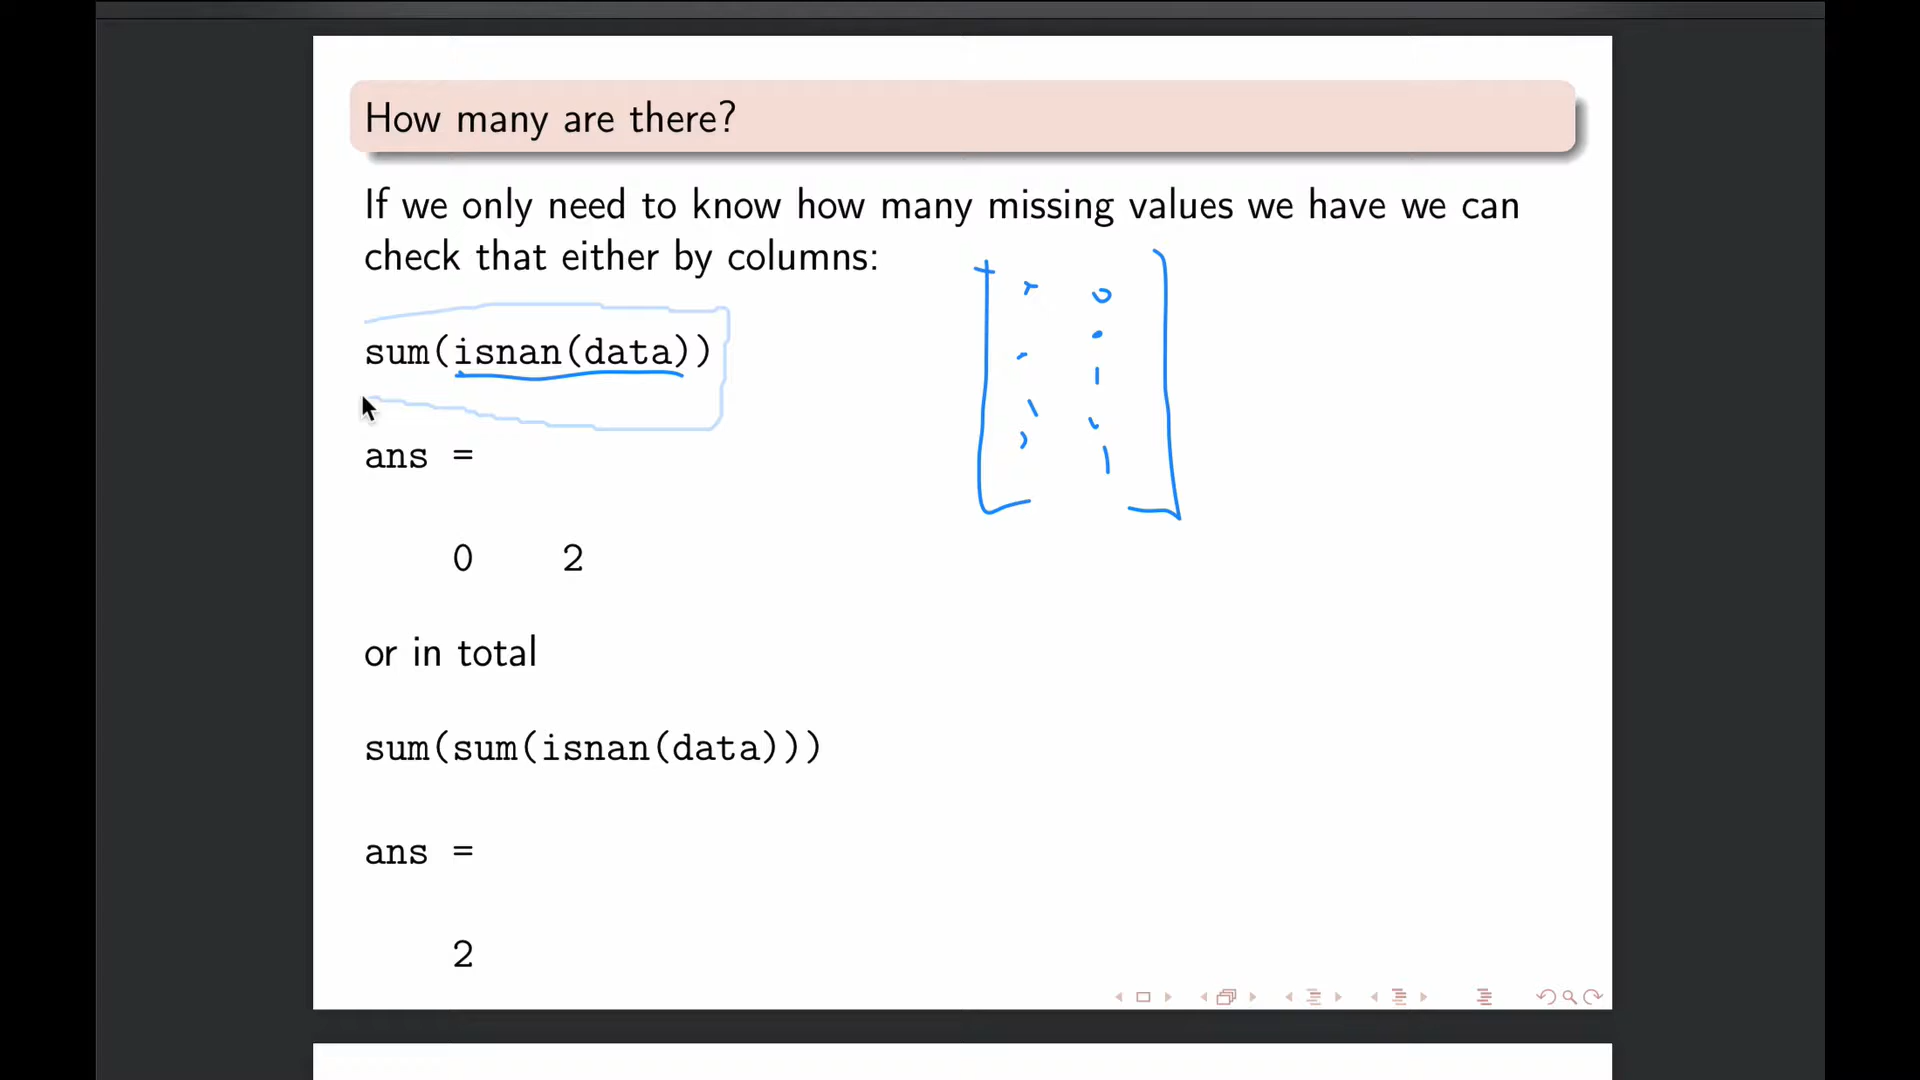 How many are there?
If we only need to know how many missing values we have we can
check that either by columns:
sum(isnan(data))
ans =
0 2
or in total
sum(sum(isnan(data)))
ans =
2